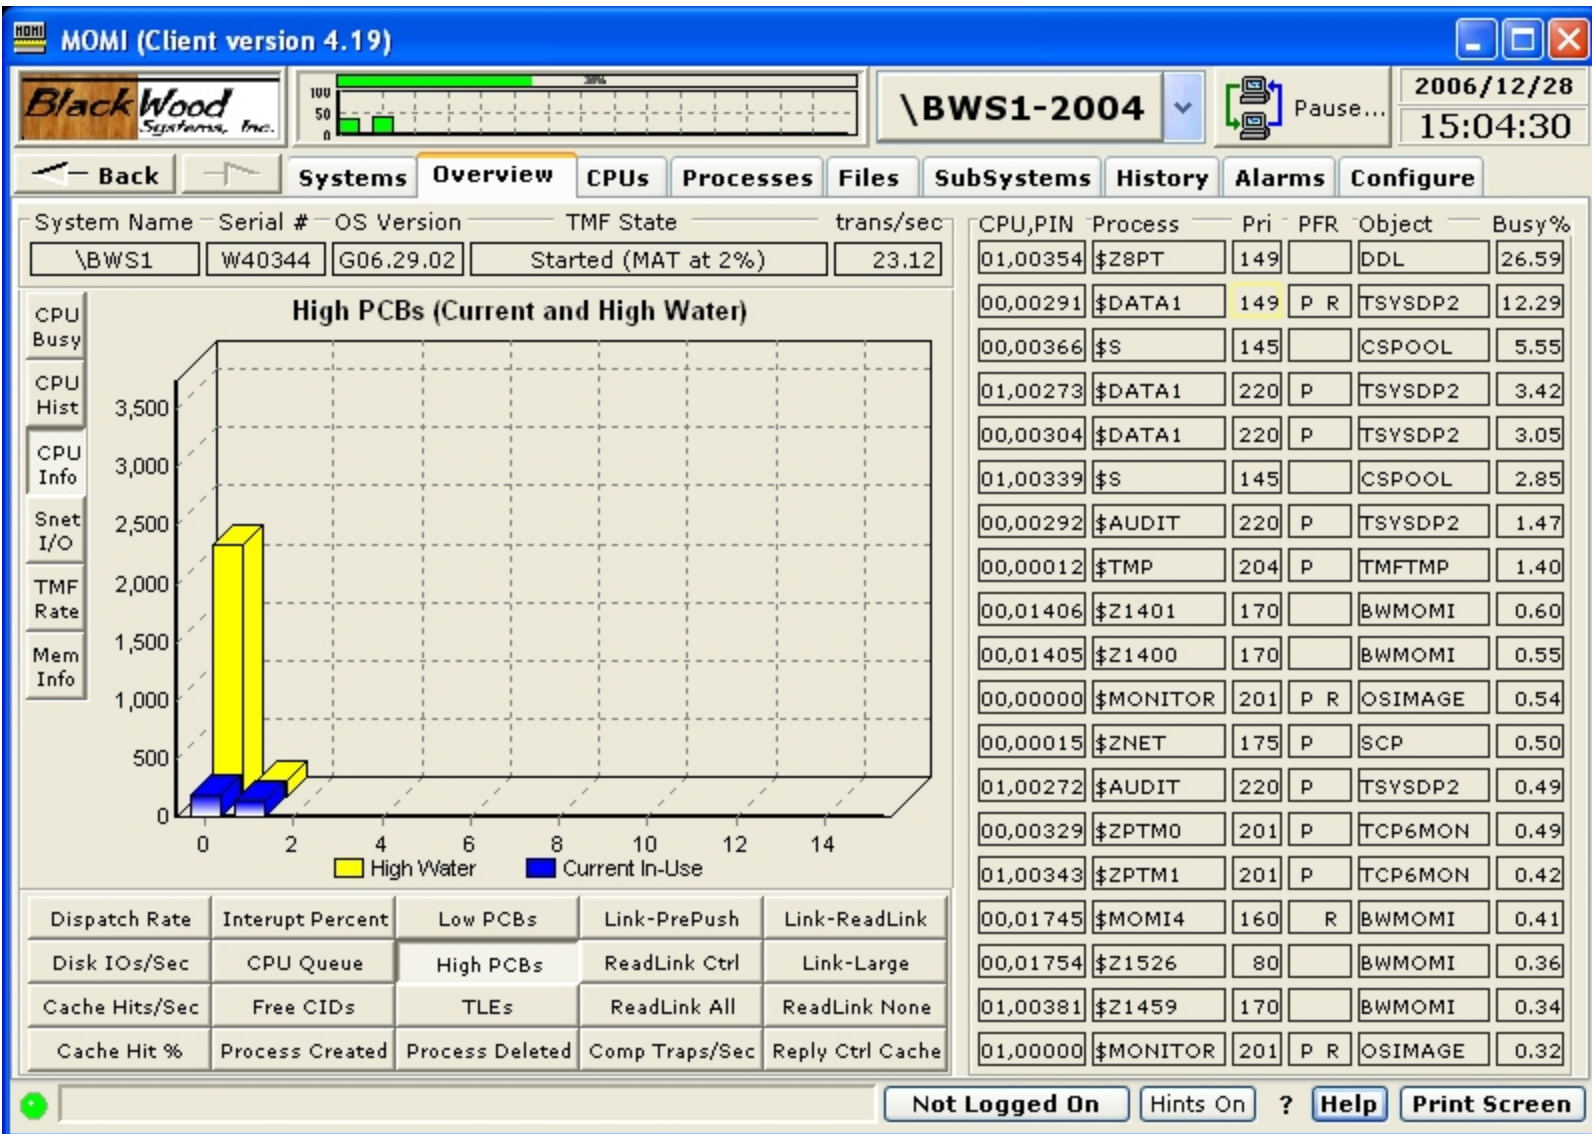 MOMI
MOMI (Client version 4.19)
BlackWood
Systems, Inc.
38%
100
50
0
\BWS1-2004
Pause...
2006/12/28
15:04:30
Back
Systems Overview CPUs Processes Files SubSystems History Alarms Configure
System Name Serial # OS Version TMF State trans/sec
\BWS1 W40344 G06.29.02 Started (MAT at 2%) 23.12
CPU Busy
CPU Hist
CPU Info
Snet I/O
TMF Rate
Mem Info
High PCBs (Current and High Water)
3,500
3,000
2,500
2,000
1,500
1,000
500
0
0 2 4 6 8 10 12 14
High Water Current In-Use
Dispatch Rate Interupt Percent Low PCBs Link-PrePush Link-ReadLink
Disk IOs/Sec CPU Queue High PCBs ReadLink Ctrl Link-Large
Cache Hits/Sec Free CIDs TLEs ReadLink All ReadLink None
Cache Hit % Process Created Process Deleted Comp Traps/Sec Reply Ctrl Cache
CPU,PIN Process Pri PFR Object Busy%
01,00354 $Z8PT 149 DDL 26.59
00,00291 $DATA1 149 P R TSYSDP2 12.29
00,00366 $S 145 CSPOOL 5.55
01,00273 $DATA1 220 P TSYSDP2 3.42
00,00304 $DATA1 220 P TSYSDP2 3.05
01,00339 $S 145 CSPOOL 2.85
00,00292 $AUDIT 220 P TSYSDP2 1.47
00,00012 $TMP 204 P TMFTMP 1.40
00,01406 $Z1401 170 BWMOMI 0.60
00,01405 $Z1400 170 BWMOMI 0.55
00,00000 $MONITOR 201 P R OSIMAGE 0.54
00,00015 $ZNET 175 P SCP 0.50
01,00272 $AUDIT 220 P TSYSDP2 0.49
00,00329 $ZPTM0 201 P TCP6MON 0.49
01,00343 $ZPTM1 201 P TCP6MON 0.42
00,01745 $MOMI4 160 R BWMOMI 0.41
00,01754 $Z1526 80 BWMOMI 0.36
01,00381 $Z1459 170 BWMOMI 0.34
01,00000 $MONITOR 201 P R OSIMAGE 0.32
Not Logged On Hints On ? Help Print Screen